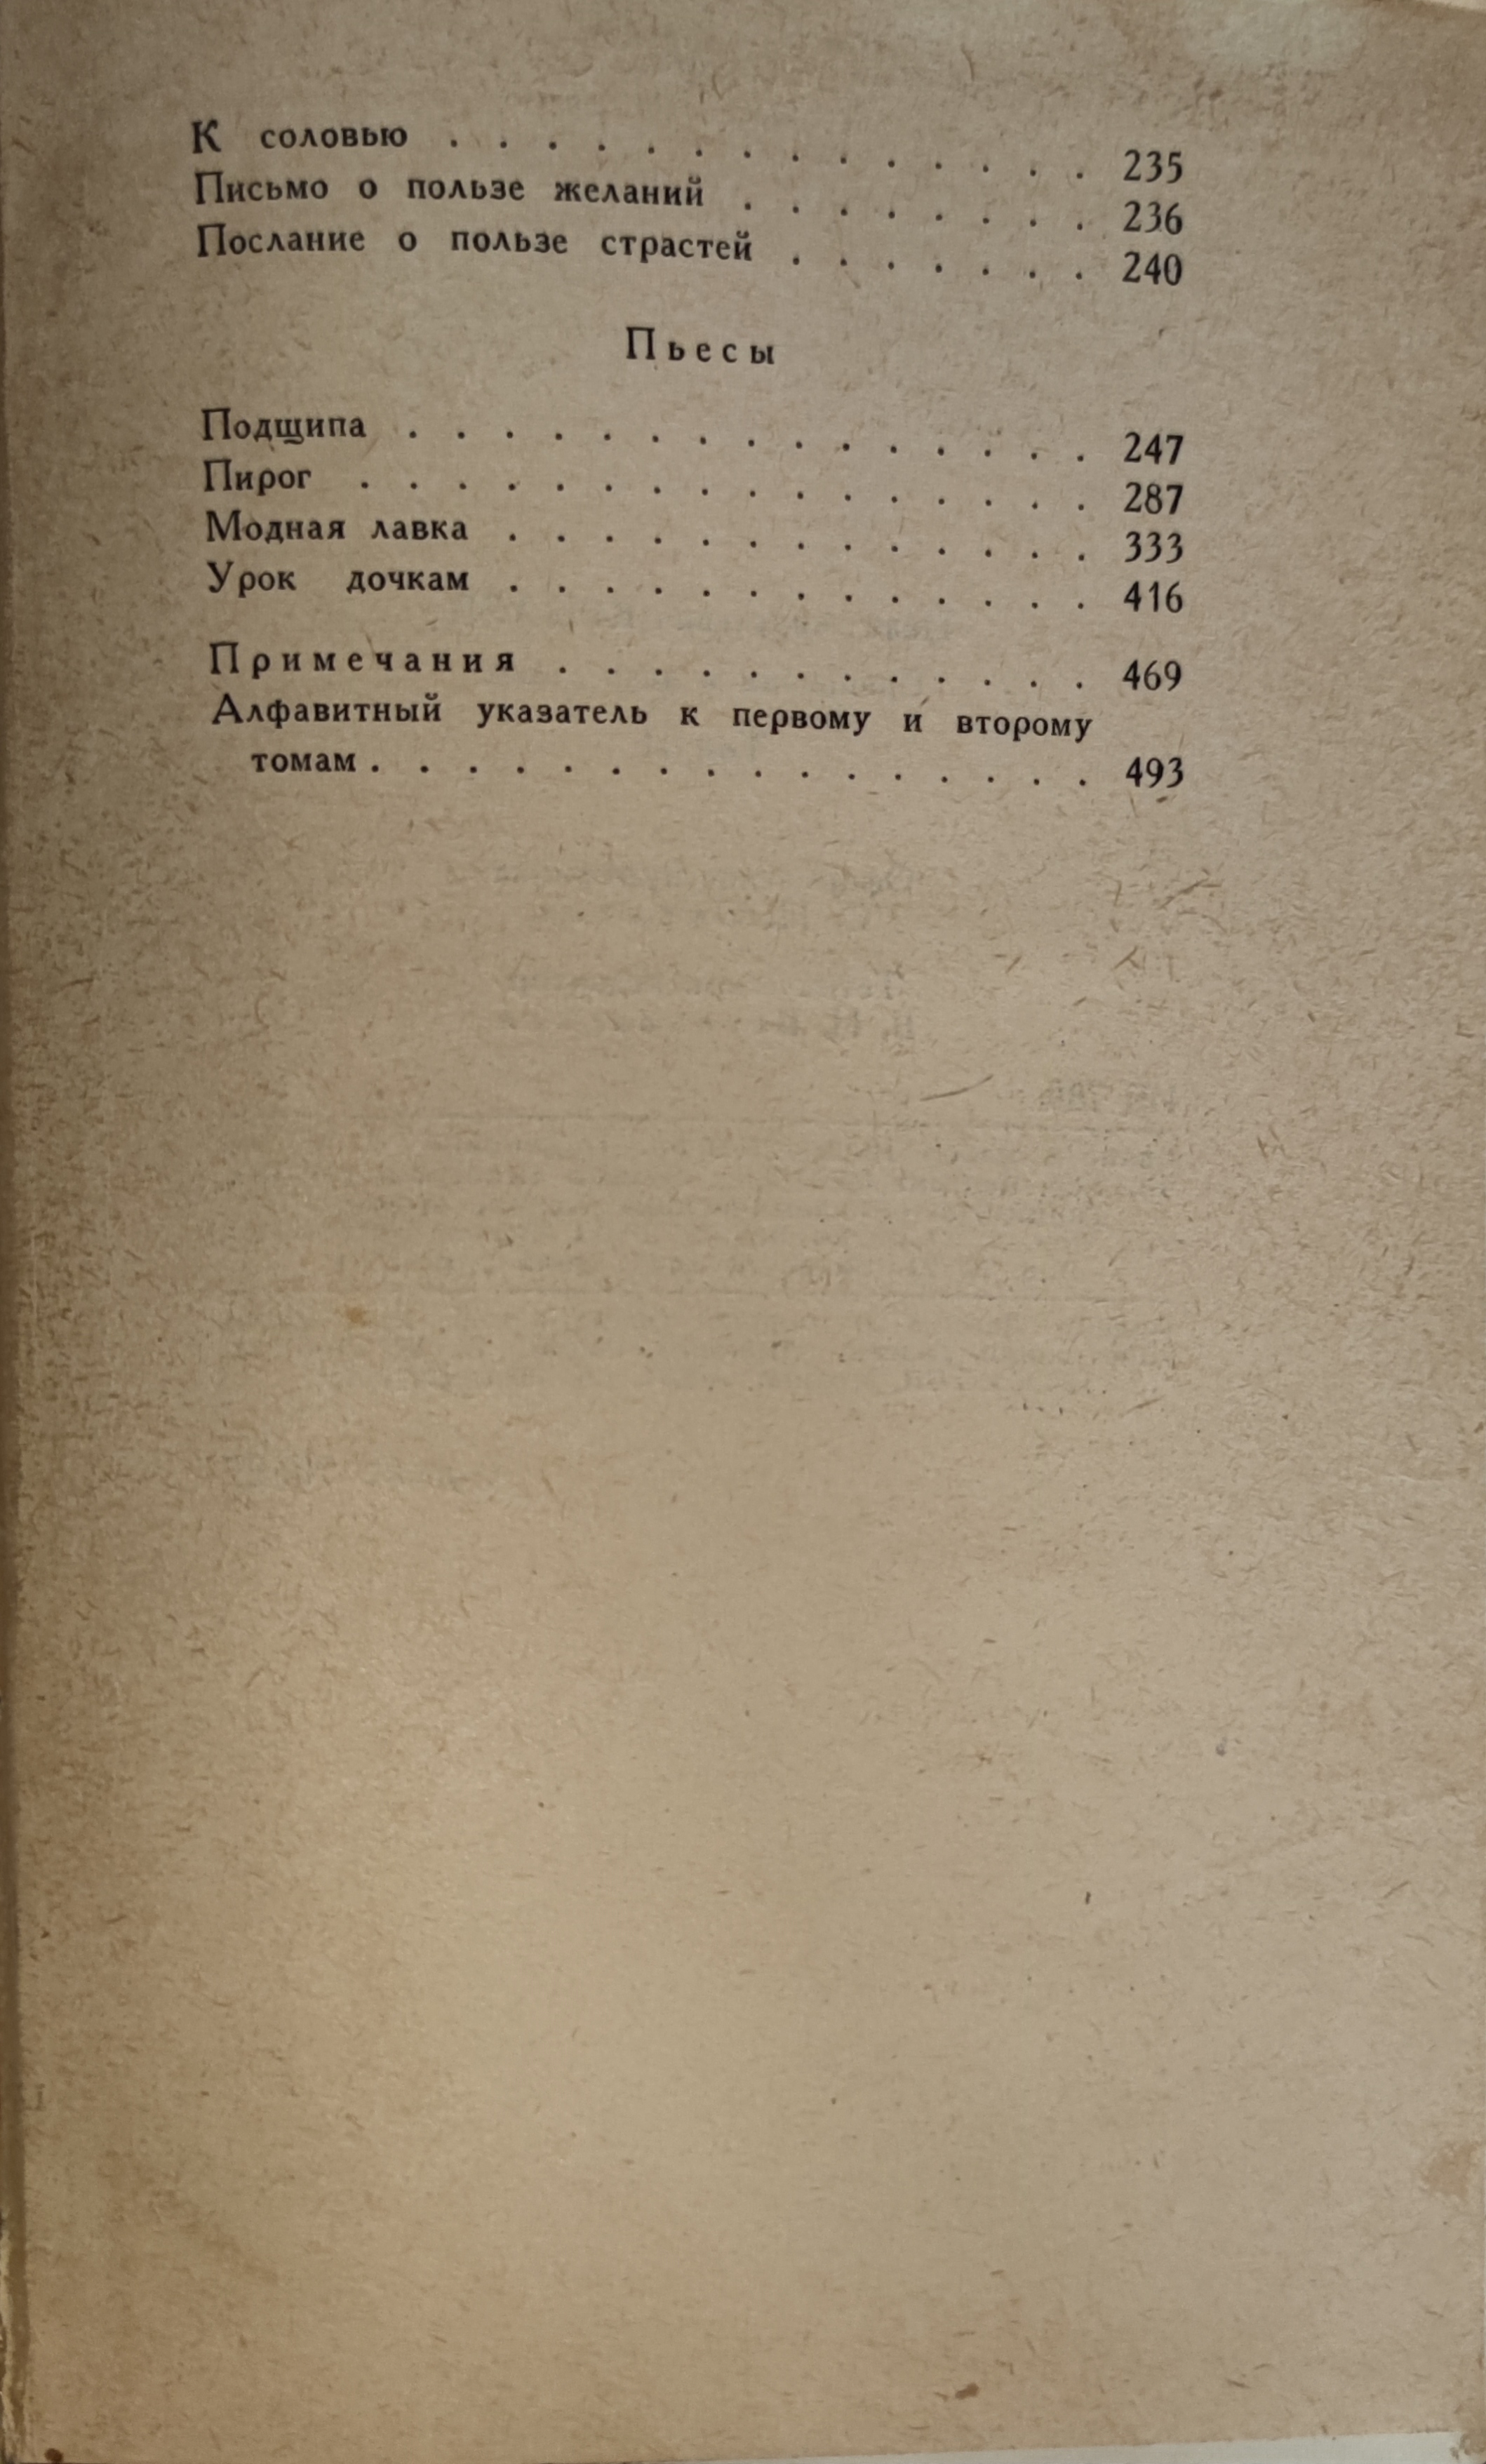 К соловью . . . . . . . . . . . . . . 235
Письмо о пользе желаний . . . . . . . . 236
Послание о пользе страстей . . . . . . . 240
Пьесы
Подщипа . . . . . . . . . . . . . . . 247
Пирог . . . . . . . . . . . . . . . . 287
Модная лавка . . . . . . . . . . . . . 333
Урок дочкам . . . . . . . . . . . . . 416
Примечания . . . . . . . . . . . . 469
Алфавитный указатель к первому и второму
томам . . . . . . . . . . . . . . . . 493